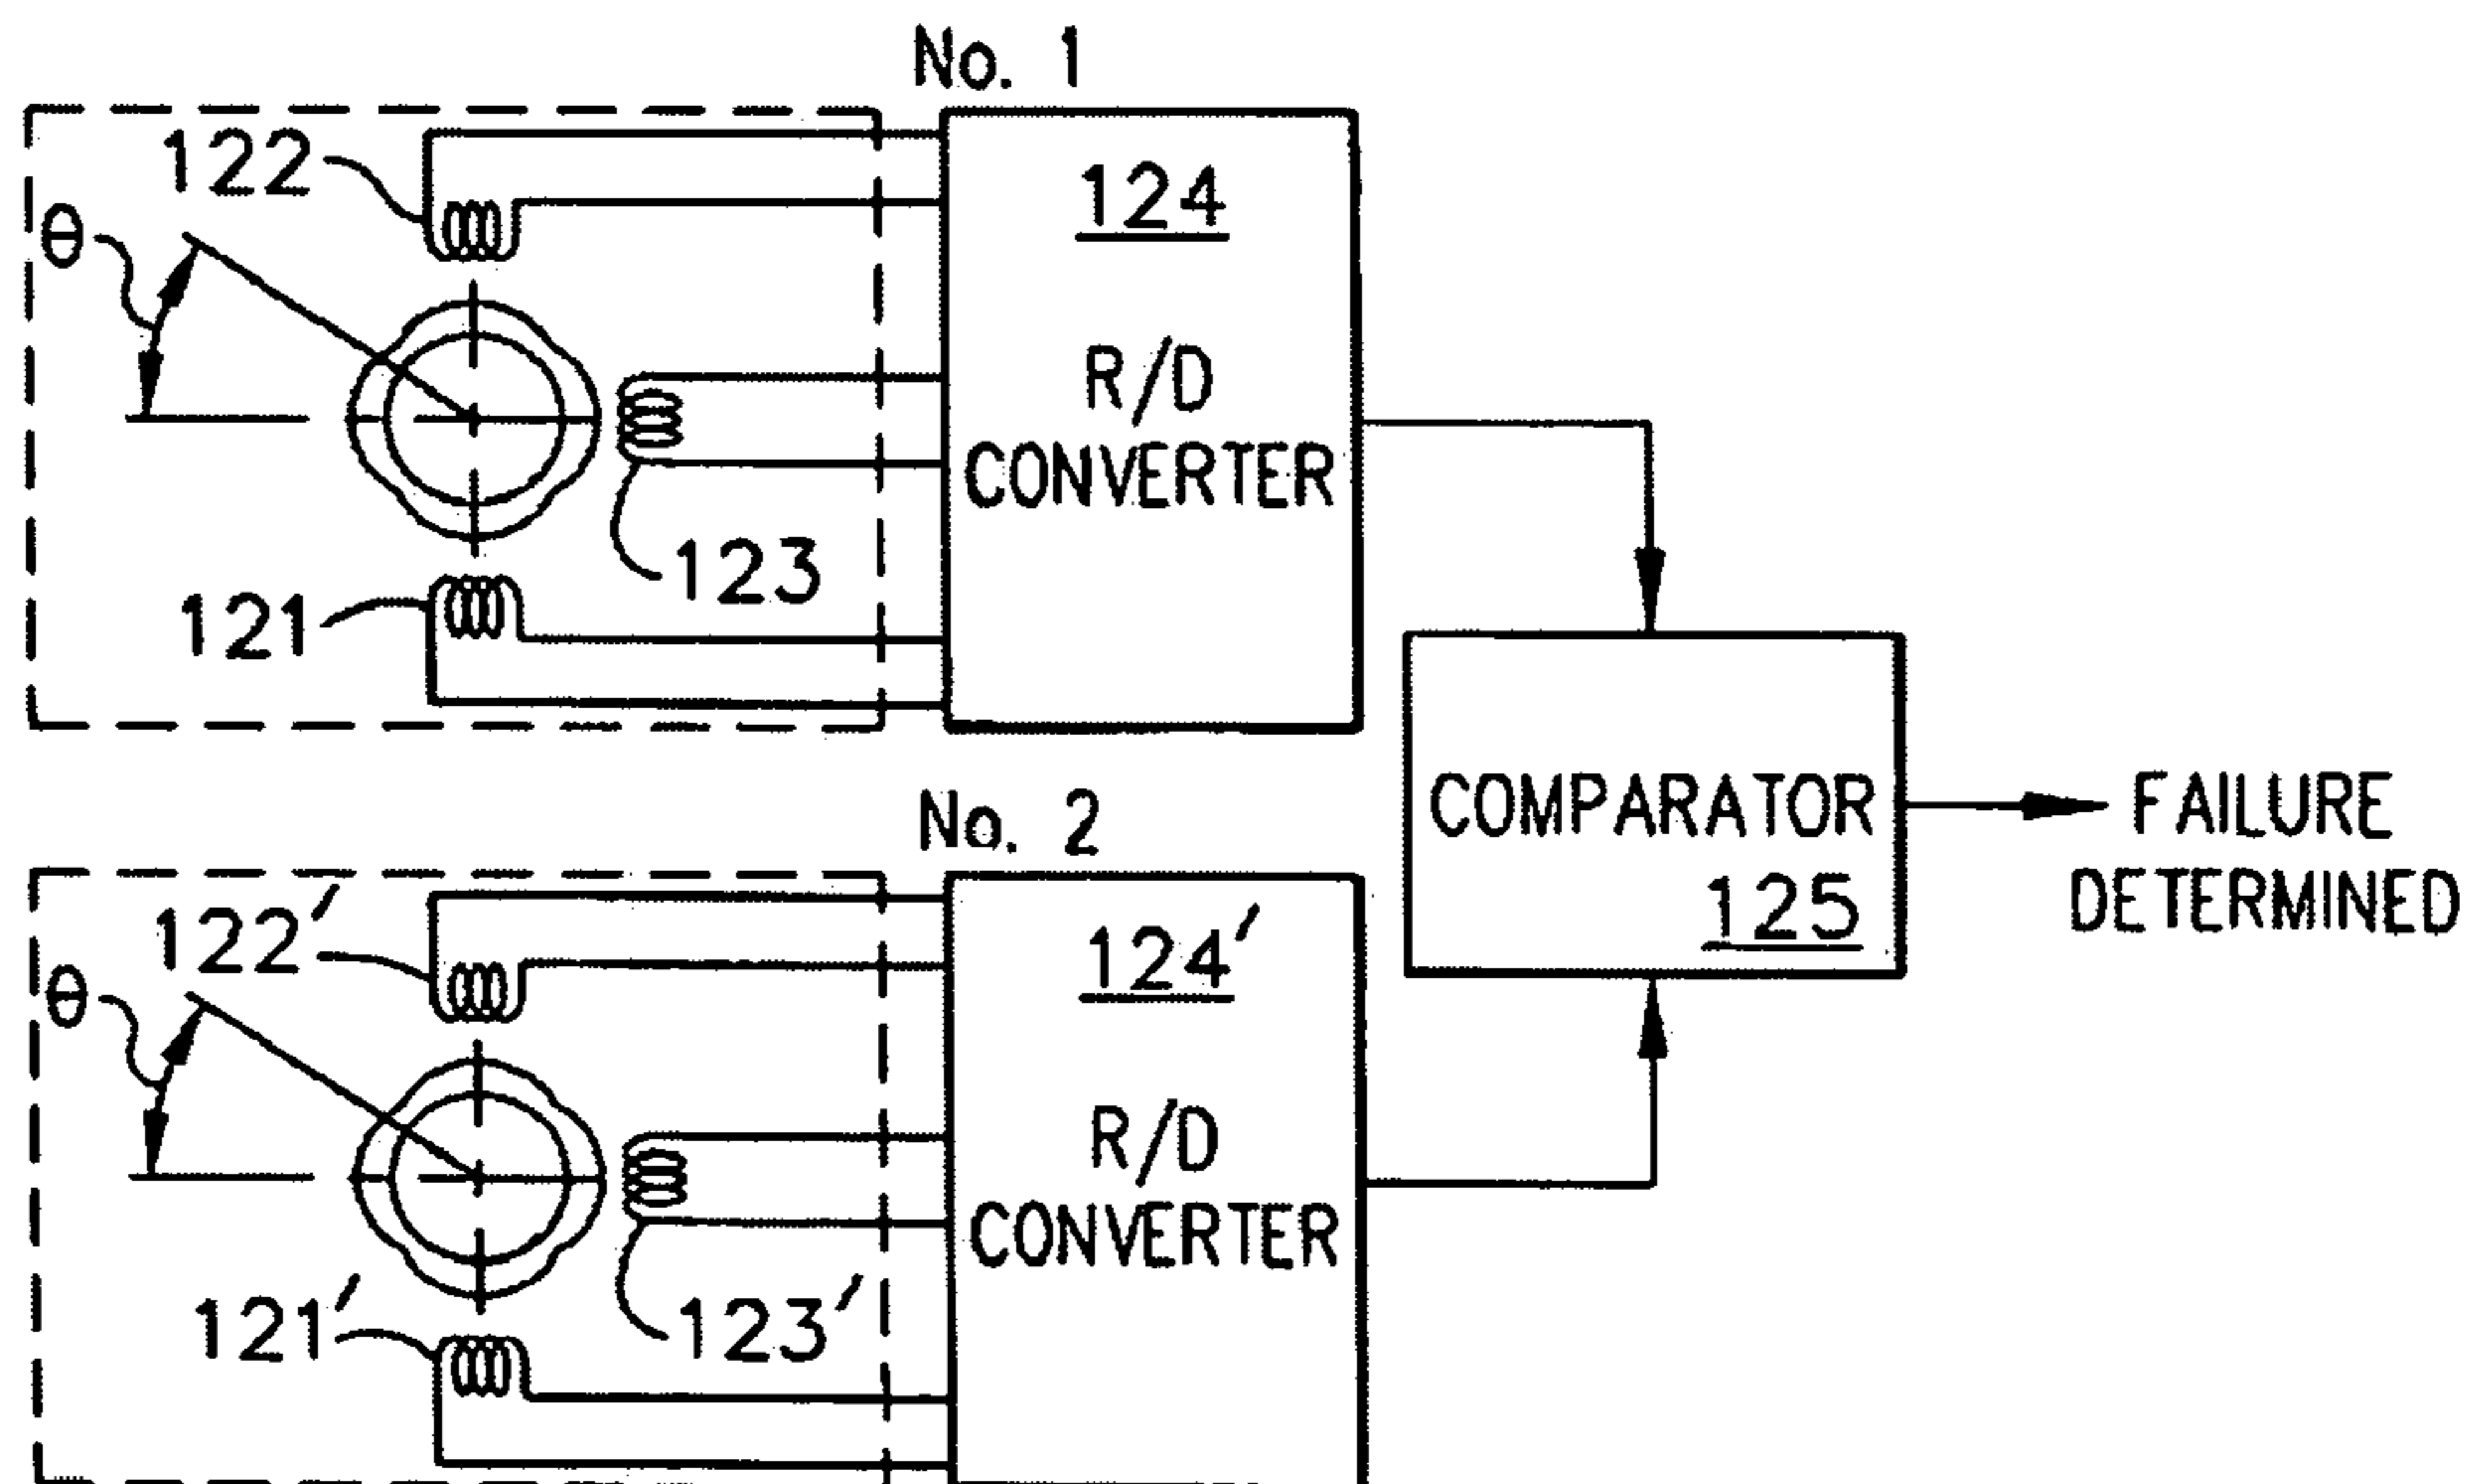 No. 1
122
θ
124
R/D
CONVERTER
123
121
COMPARATOR
125
FAILURE
DETERMINED
No. 2
122′
θ
124′
R/D
CONVERTER
121′
123′